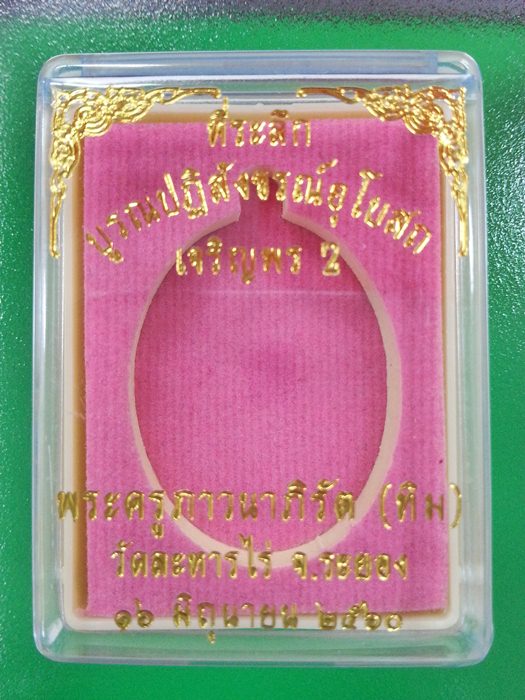 ที่ระลึก
บูรณปฏิสังขรณ์อุโบสถ
เจริญพร 2
พระครูภาวนาภิรัต (ทิม)
วัดละหารไร่ จ.ระยอง
๑๖ มิถุนายน ๒๕๖๐